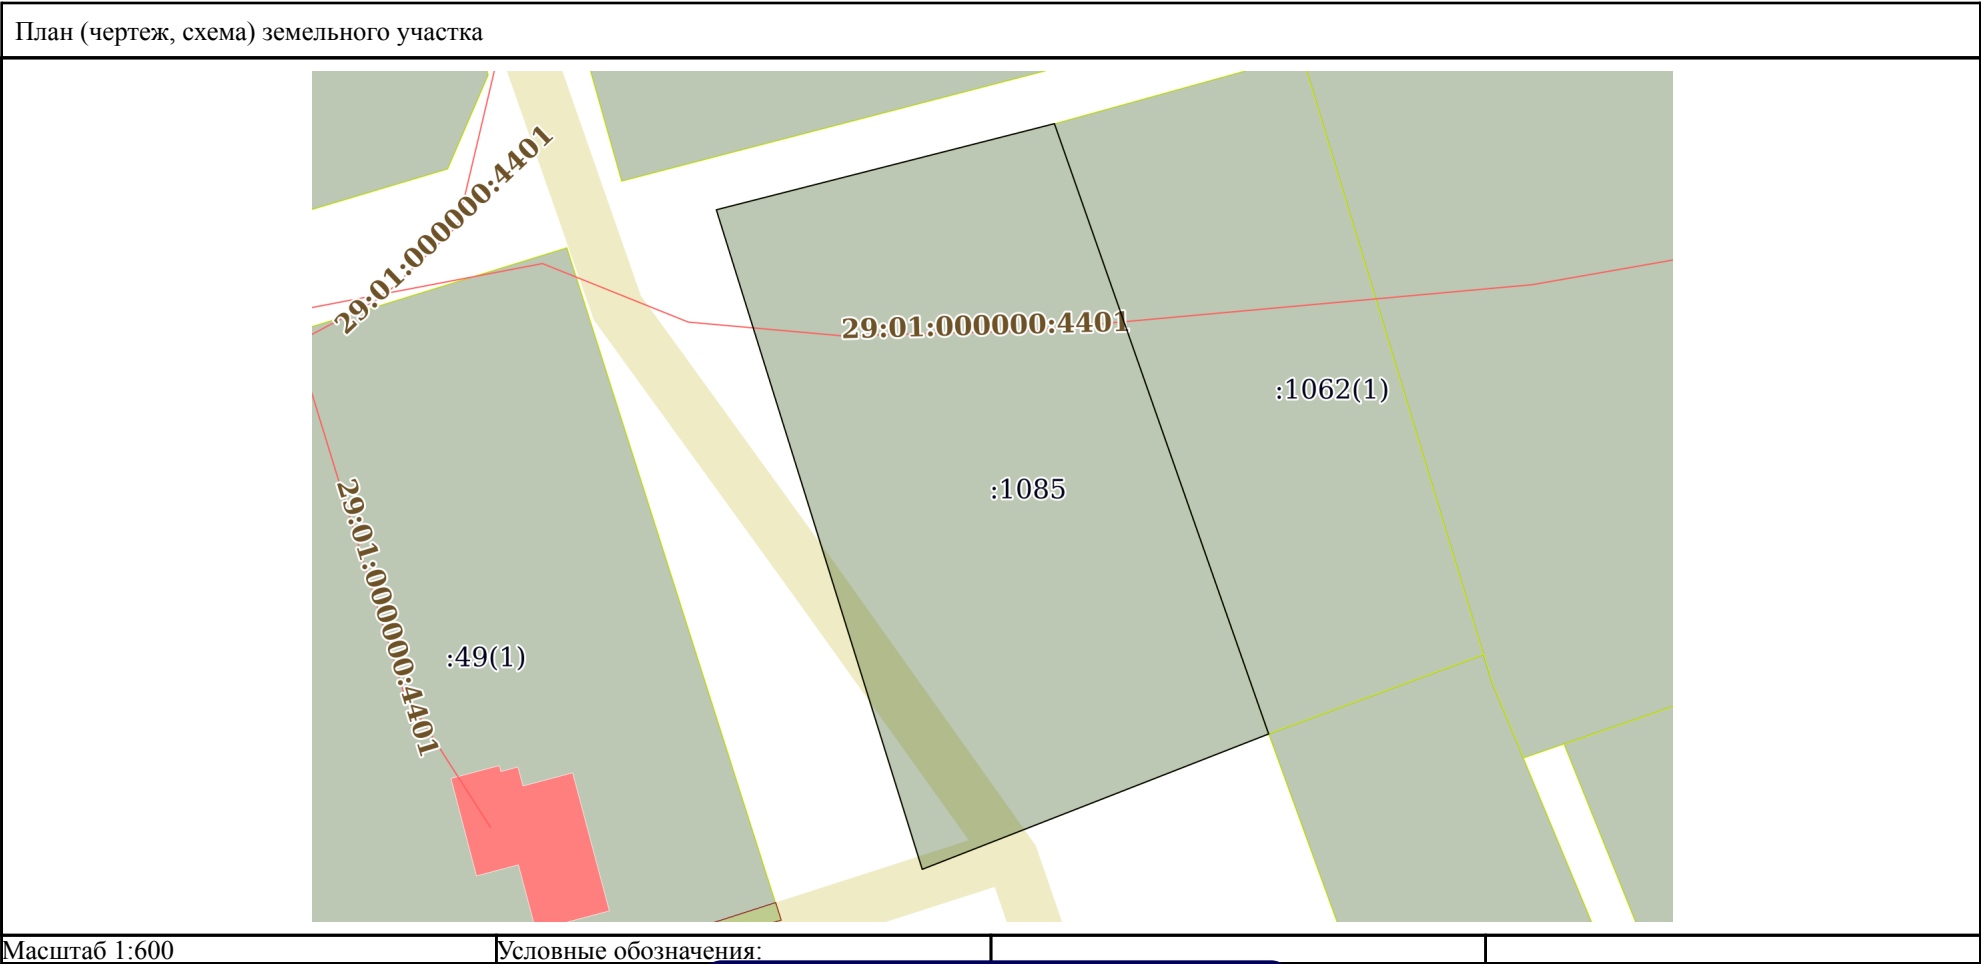 План (чертеж, схема) земельного участка
29:01:000000:4401
29:01:000000:4401
:1062(1)
:1085
29:01:000000:4401
:49(1)
Масштаб 1:600
Условные обозначения: